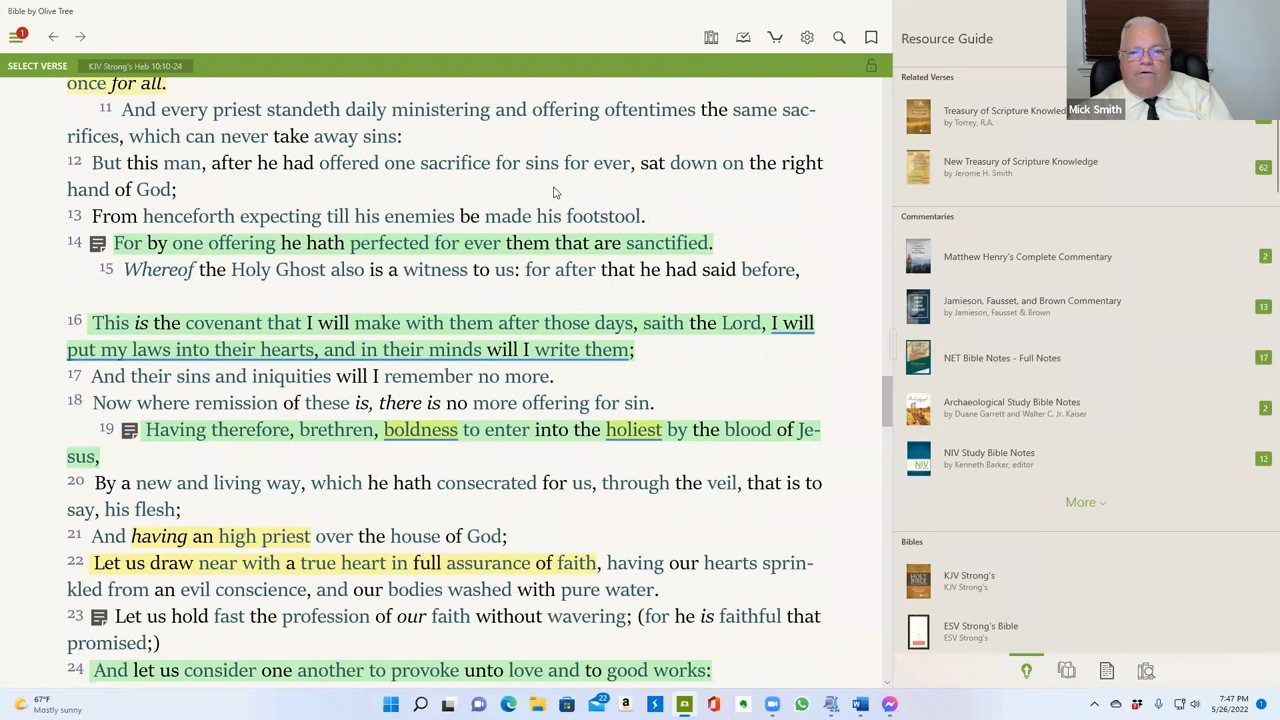 Bible by Olive Tree
1
SELECT VERSE KJV Strong's Heb 10:10-24
once for all.
11 And every priest standeth daily ministering and offering oftentimes the same sac-
rifices, which can never take away sins:
12 But this man, after he had offered one sacrifice for sins for ever, sat down on the right
hand of God;
13 From henceforth expecting till his enemies be made his footstool.
14 For by one offering he hath perfected for ever them that are sanctified.
15 Whereof the Holy Ghost also is a witness to us: for after that he had said before,
16 This is the covenant that I will make with them after those days, saith the Lord, I will
put my laws into their hearts, and in their minds will I write them;
17 And their sins and iniquities will I remember no more.
18 Now where remission of these is, there is no more offering for sin.
19 Having therefore, brethren, boldness to enter into the holiest by the blood of Je-
sus,
20 By a new and living way, which he hath consecrated for us, through the veil, that is to
say, his flesh;
21 And having an high priest over the house of God;
22 Let us draw near with a true heart in full assurance of faith, having our hearts sprin-
kled from an evil conscience, and our bodies washed with pure water.
23 Let us hold fast the profession of our faith without wavering; (for he is faithful that
promised;)
24 And let us consider one another to provoke unto love and to good works:
Resource Guide
Mick Smith
Related Verses
Treasury of Scripture Knowled
by Torrey, R.A.
New Treasury of Scripture Knowledge
by Jerome H. Smith
62
Commentaries
Matthew Henry's Complete Commentary
2
Jamieson, Fausset, and Brown Commentary
by Jamieson, Fausset & Brown
13
NET Bible Notes - Full Notes
17
Archaeological Study Bible Notes
by Duane Garrett and Walter C. Jr. Kaiser
2
NIV Study Bible Notes
by Kenneth Barker, editor
12
More
Bibles
KJV Strong's
KJV Strong's
ESV Strong's Bible
ESV Strong's
67°F
Mostly sunny
22
7:47 PM
5/26/2022